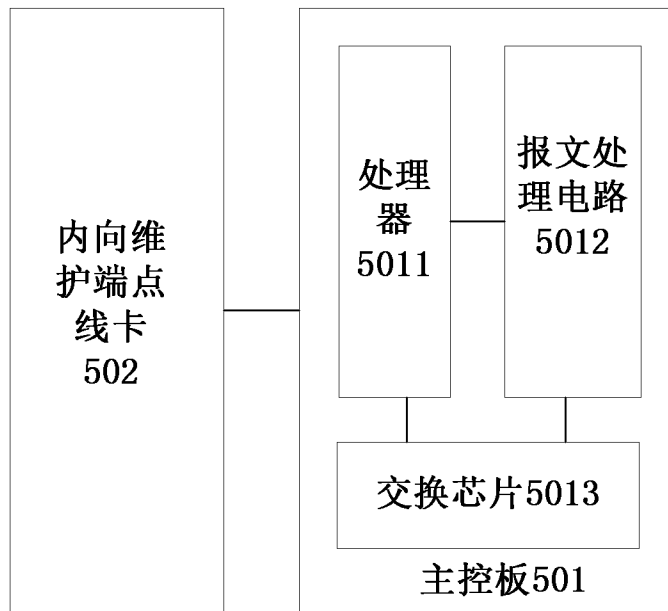 内向维
护端点
线卡
502
处理
器
5011
报文处
理电路
5012
交换芯片5013
主控板501